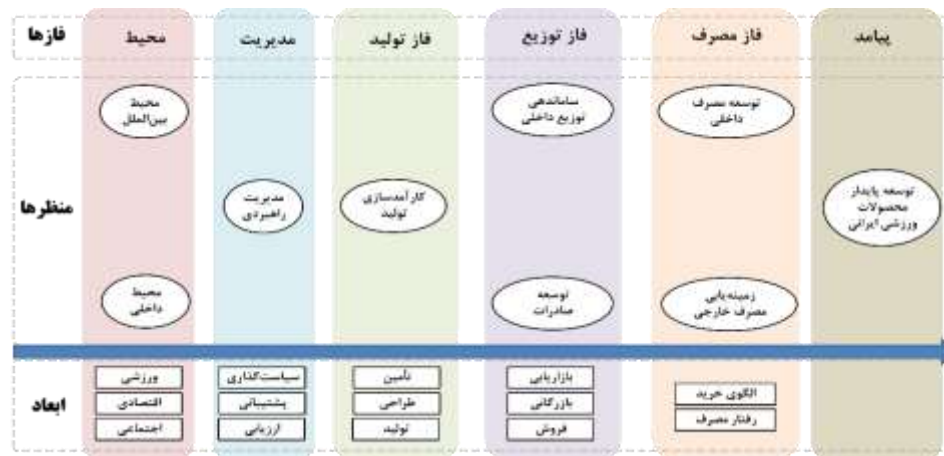 فازها
محیط
مدیریت
فاز تولید
فاز توزیع
فاز مصرف
پیامد
منظرها
محیط
بین‌الملل
محیط
داخلی
مدیریت
راهبردی
کارآمدسازی
تولید
ساماندهی
توزیع داخلی
توسعه
صادرات
توسعه مصرف
داخلی
زمینه‌یابی
مصرف خارجی
توسعه پایدار
محصولات
ورزشی ایرانی
ابعاد
ورزشی
اقتصادی
اجتماعی
سیاست‌گذاری
پشتیبانی
ارزیابی
تأمین
طراحی
تولید
بازاریابی
بازرگانی
فروش
الگوی خرید
رفتار مصرف